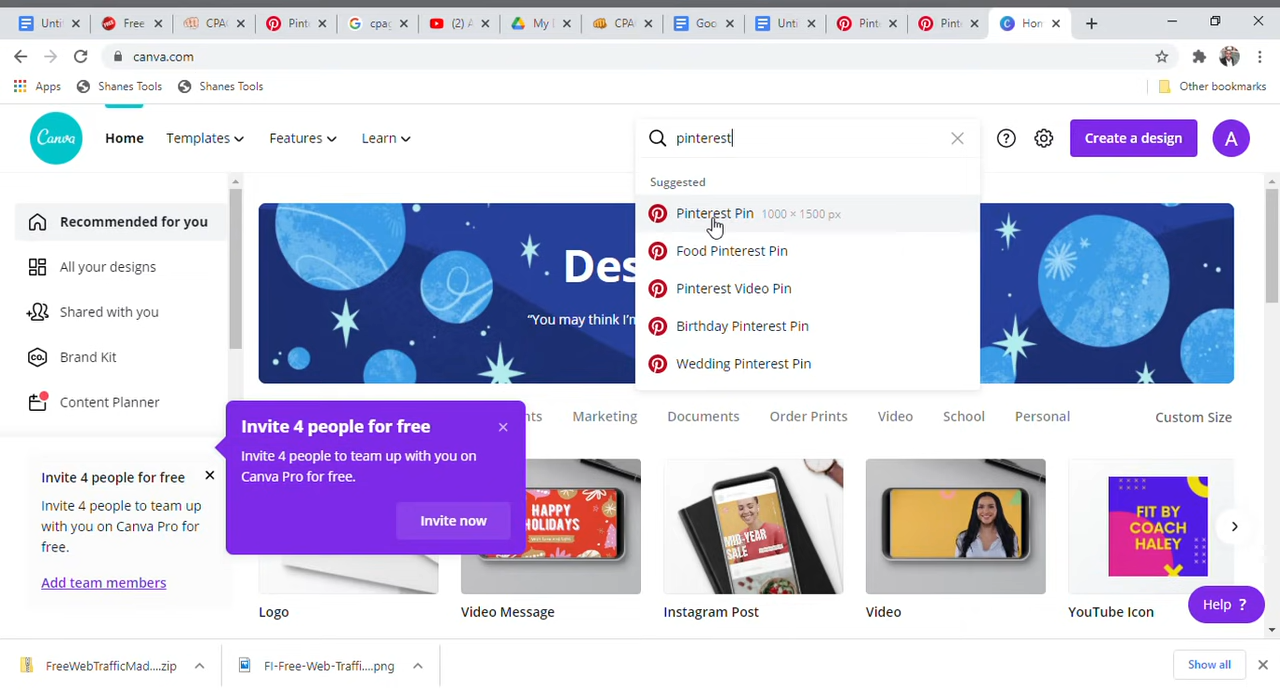 Unti
Free
CPA
Pint
cpag
(2) A
My
CPA
Goo
Unti
Pint
Pint
Hon
canva.com
Apps
Shanes Tools
Shanes Tools
Other bookmarks
Canva
Home
Templates
Features
Learn
pinterest
Create a design
A
Suggested
Pinterest Pin 1000 × 1500 px
Food Pinterest Pin
Pinterest Video Pin
Birthday Pinterest Pin
Wedding Pinterest Pin
Recommended for you
All your designs
Shared with you
Brand Kit
Content Planner
Des
“You may think I’m
Invite 4 people for free
Invite 4 people to team up with you on
Canva Pro for free.
Invite now
Invite 4 people for free
Invite 4 people to team up
with you on Canva Pro for
free.
Add team members
nts
Marketing
Documents
Order Prints
Video
School
Personal
Custom Size
HAPPY
HOLIDAYS
MID-YEAR
SALE
FIT BY
COACH
HALEY
Logo
Video Message
Instagram Post
Video
YouTube Icon
Help ?
FreeWebTrafficMad....zip
FI-Free-Web-Traffi....png
Show all